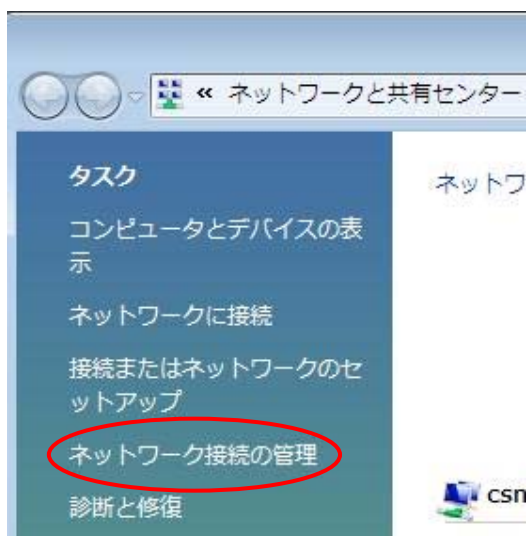 « ネットワークと共有センター
タスク
コンピュータとデバイスの表
示
ネットワークに接続
接続またはネットワークのセ
ットアップ
ネットワーク接続の管理
診断と修復
ネットワ
csn